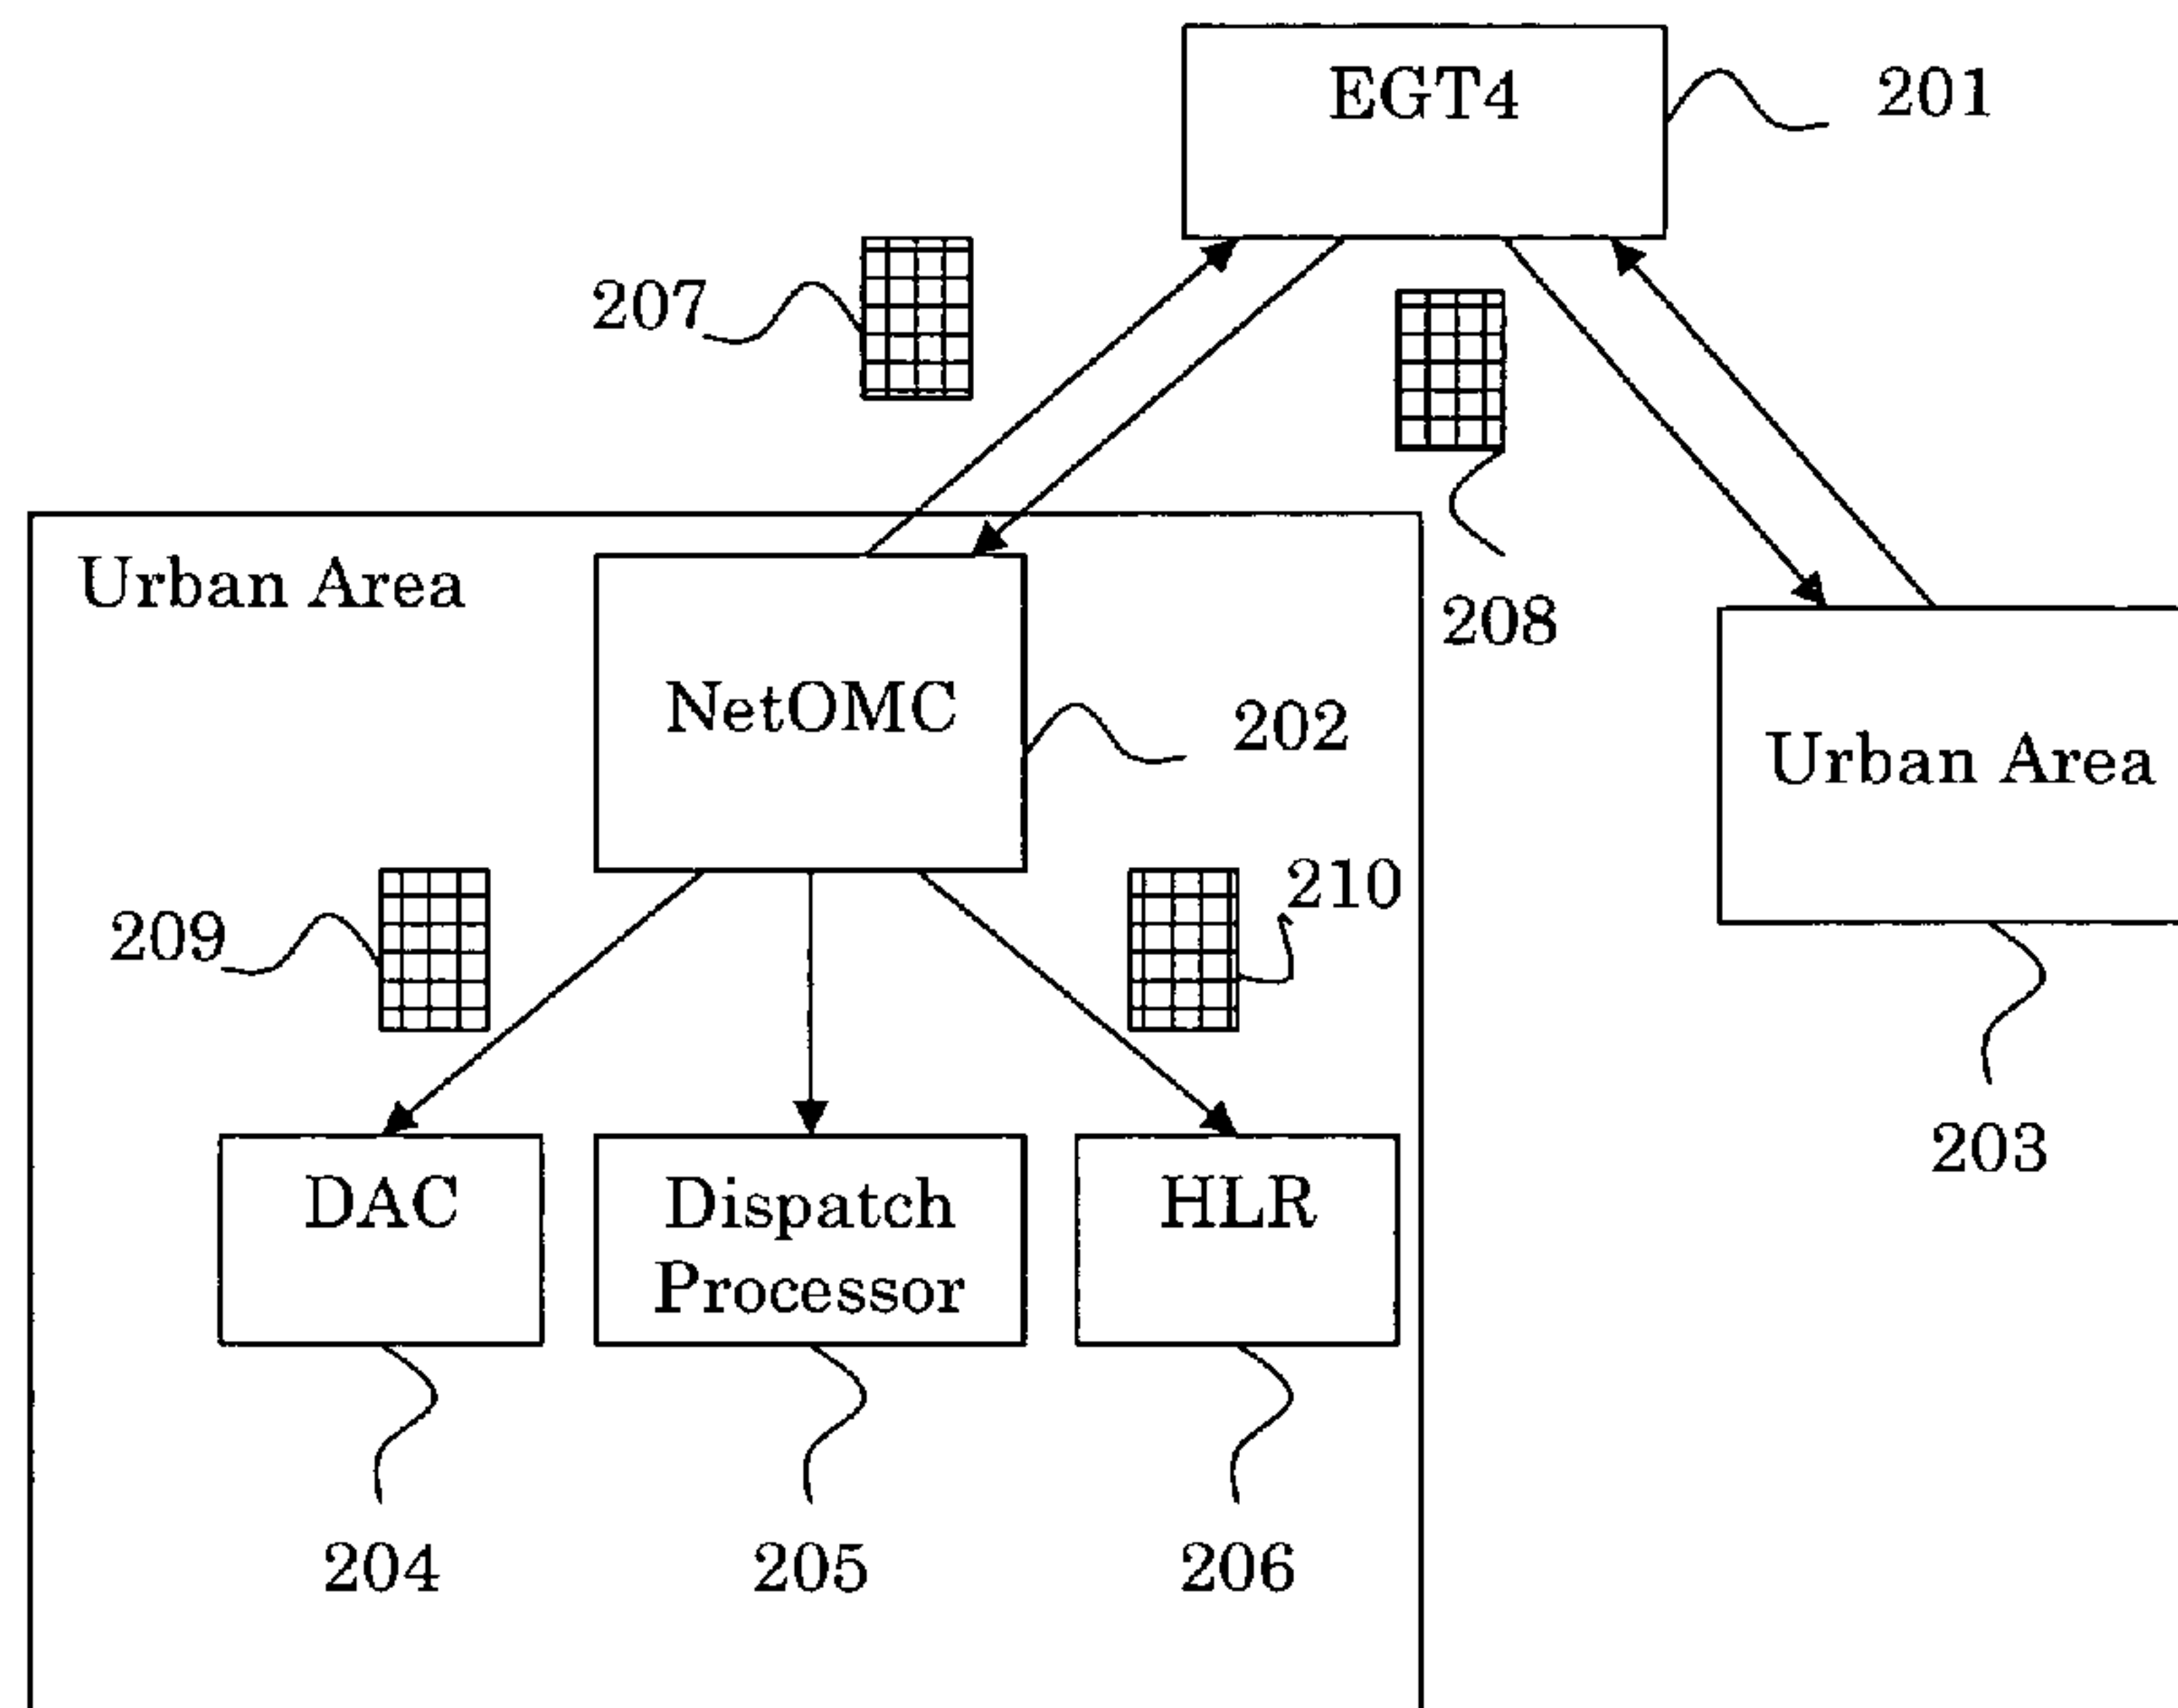 EGT4
201
207
208
Urban Area
NetOMC
202
Urban Area
209
210
203
DAC
Dispatch
Processor
HLR
204
205
206